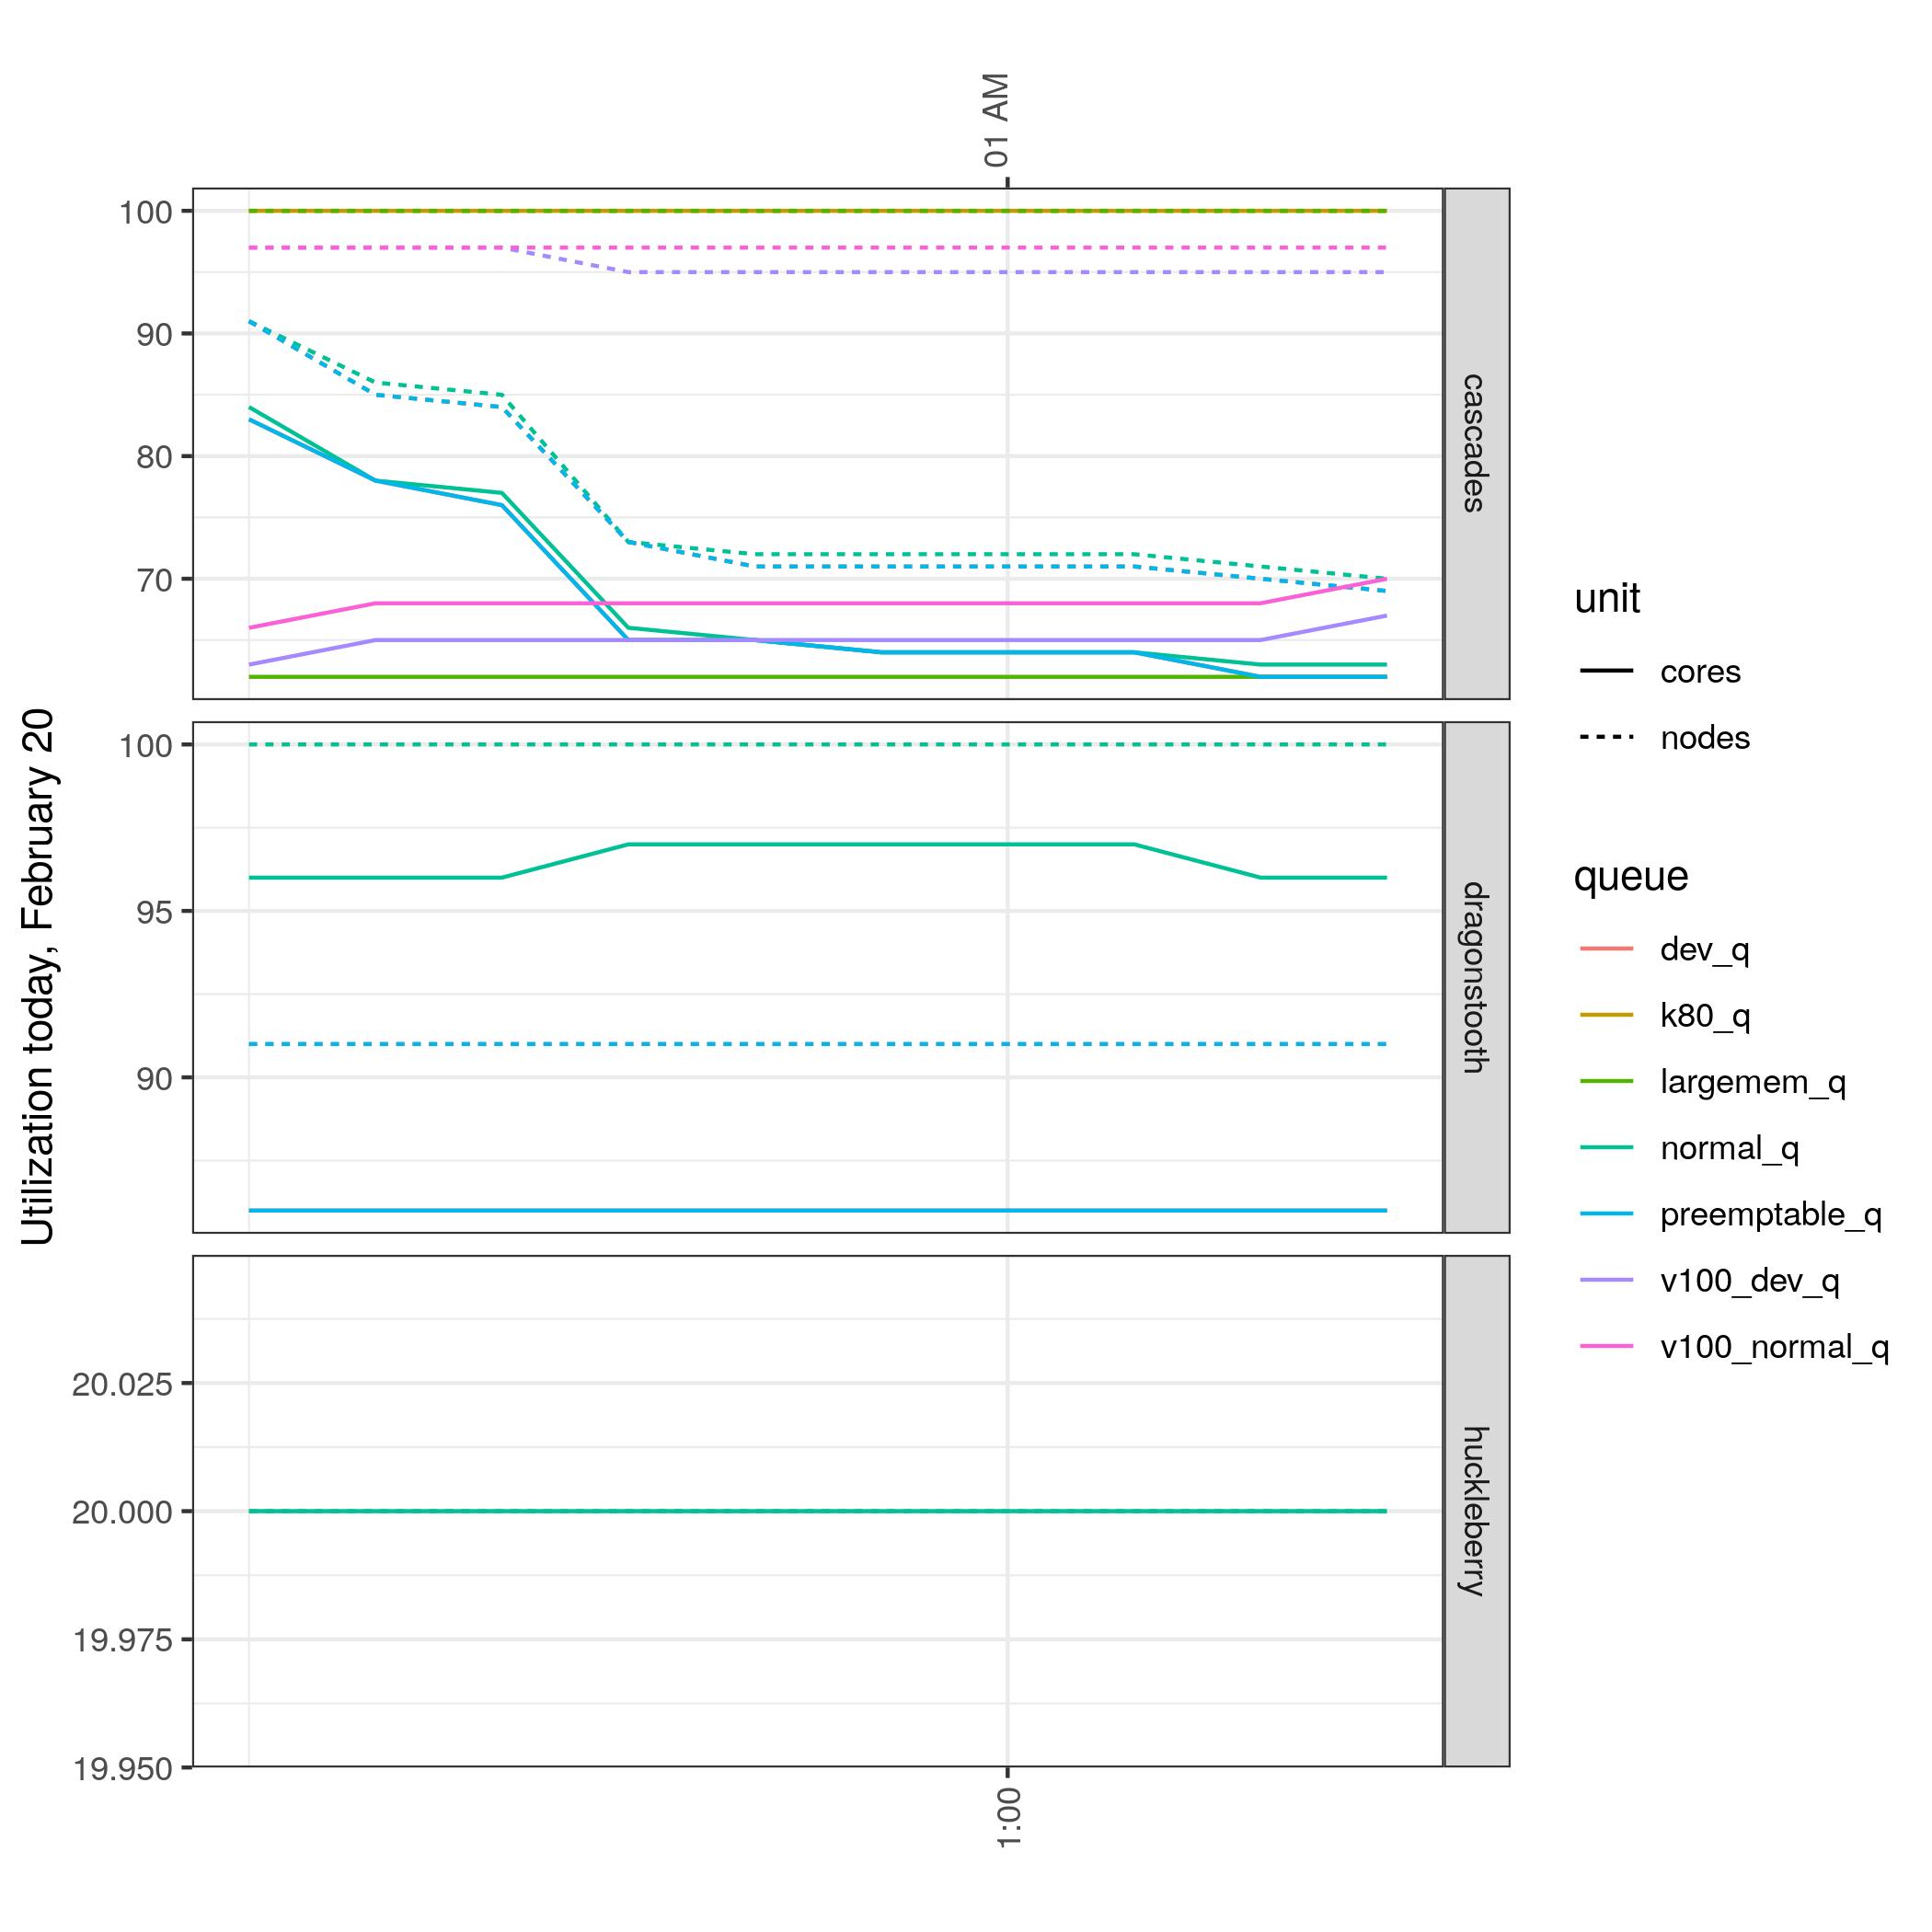 01 AM
100
90
80
70
cascades
100
95
90
dragonstooth
20.025
20.000
19.975
19.950
huckleberry
1:00
Utilization today, February 20
unit
cores
nodes
queue
dev_q
k80_q
largemem_q
normal_q
preemptable_q
v100_dev_q
v100_normal_q